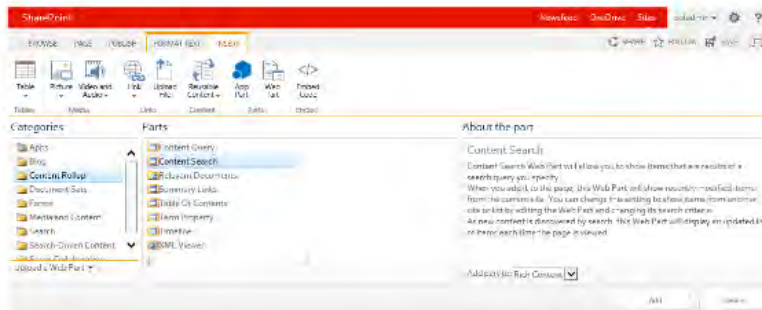 SharePoint
Newsfeed OneDrive Sites
BROWSE PAGE PUBLISH FORMAT TEXT INSERT
SHARE FOLLOW SAVE
Table Picture Video and Audio Link Upload File Reusable Content App Part Web Part Embed Code
Tables Media Links Content Parts Embed
Categories Parts About the part
Apps
Blog
Content Rollup
Document Sets
Forms
Media and Content
Search
Search-Driven Content
Upload a Web Part
Content Query
Content Search
Relevant Documents
Summary Links
Table Of Contents
Term Property
Timeline
XML Viewer
Content Search
Content Search Web Part will allow you to show items that are results of a
search query you specify.
When you add it to the page, this Web Part will show recently modified items
from the current site. You can change this setting to show items from another
site or list by editing the Web Part and changing its search criteria.
As new content is discovered by search, this Web Part will display an updated
of items each time the page is viewed.
Add part to: Rich Content
Add